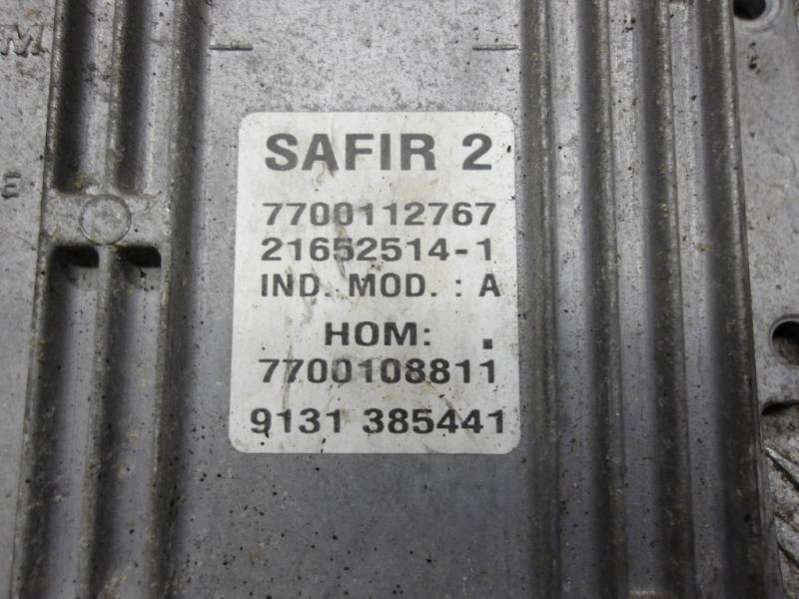 M
E
SAFIR 2
7700112767
21652514-1
IND. MOD. : A
HOM: .
7700108811
9131 385441